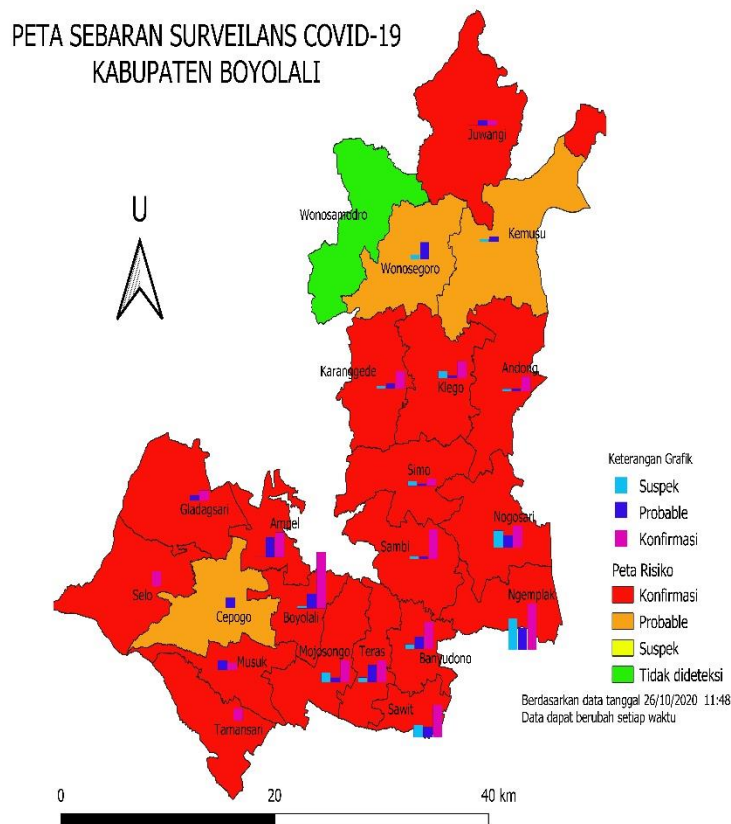 PETA SEBARAN SURVEILANS COVID-19
KABUPATEN BOYOLALI
U
Juwangi
Wonosamodro
Kemusu
Wonosegoro
Karanggede
Klego
Andong
Simo
Keterangan Grafik
Suspek
Probable
Konfirmasi
Gladagsari
Ampel
Sambi
Nogosari
Peta Risiko
Konfirmasi
Probable
Suspek
Tidak dideteksi
Selo
Cepogo
Boyolali
Ngemplak
Musuk
Mojosongo
Teras
Banyudono
Tamansari
Sawit
Berdasarkan data tanggal 26/10/2020 11:48
Data dapat berubah setiap waktu
0 20 40 km